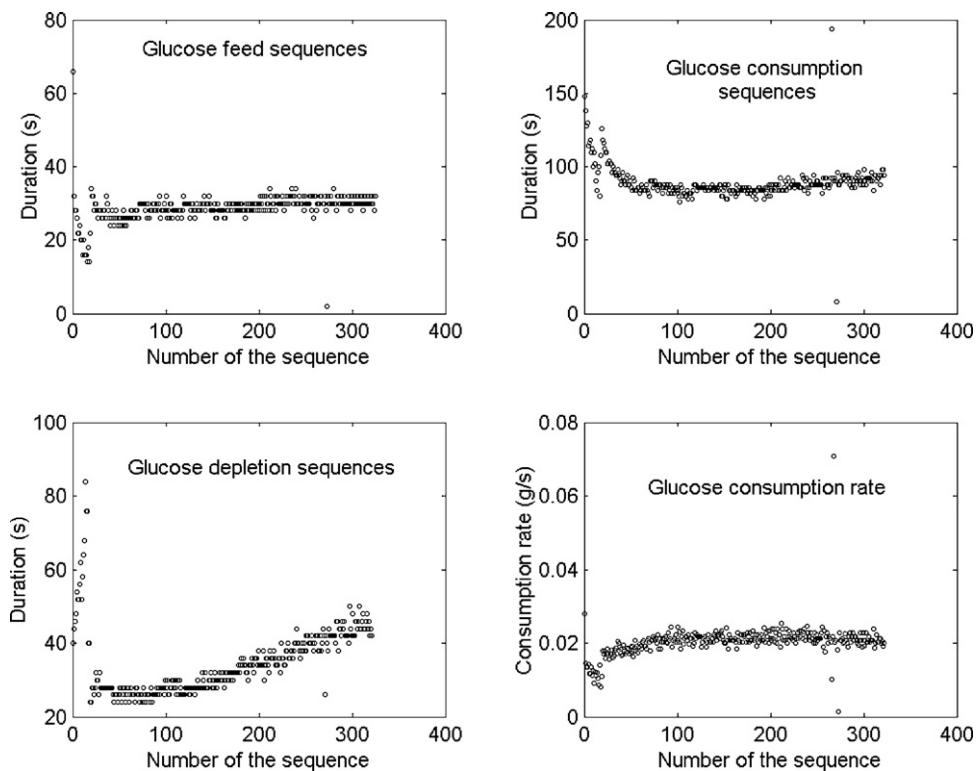 80
60
40
20
0
Duration (s)
Glucose feed sequences
0 100 200 300 400
Number of the sequence
200
150
100
50
0
Duration (s)
Glucose consumption
sequences
0 100 200 300 400
Number of the sequence
100
80
60
40
20
Duration (s)
Glucose depletion sequences
0 100 200 300 400
Number of the sequence
0.08
0.06
0.04
0.02
0
Consumption rate (g/s)
Glucose consumption rate
0 100 200 300 400
Number of the sequence